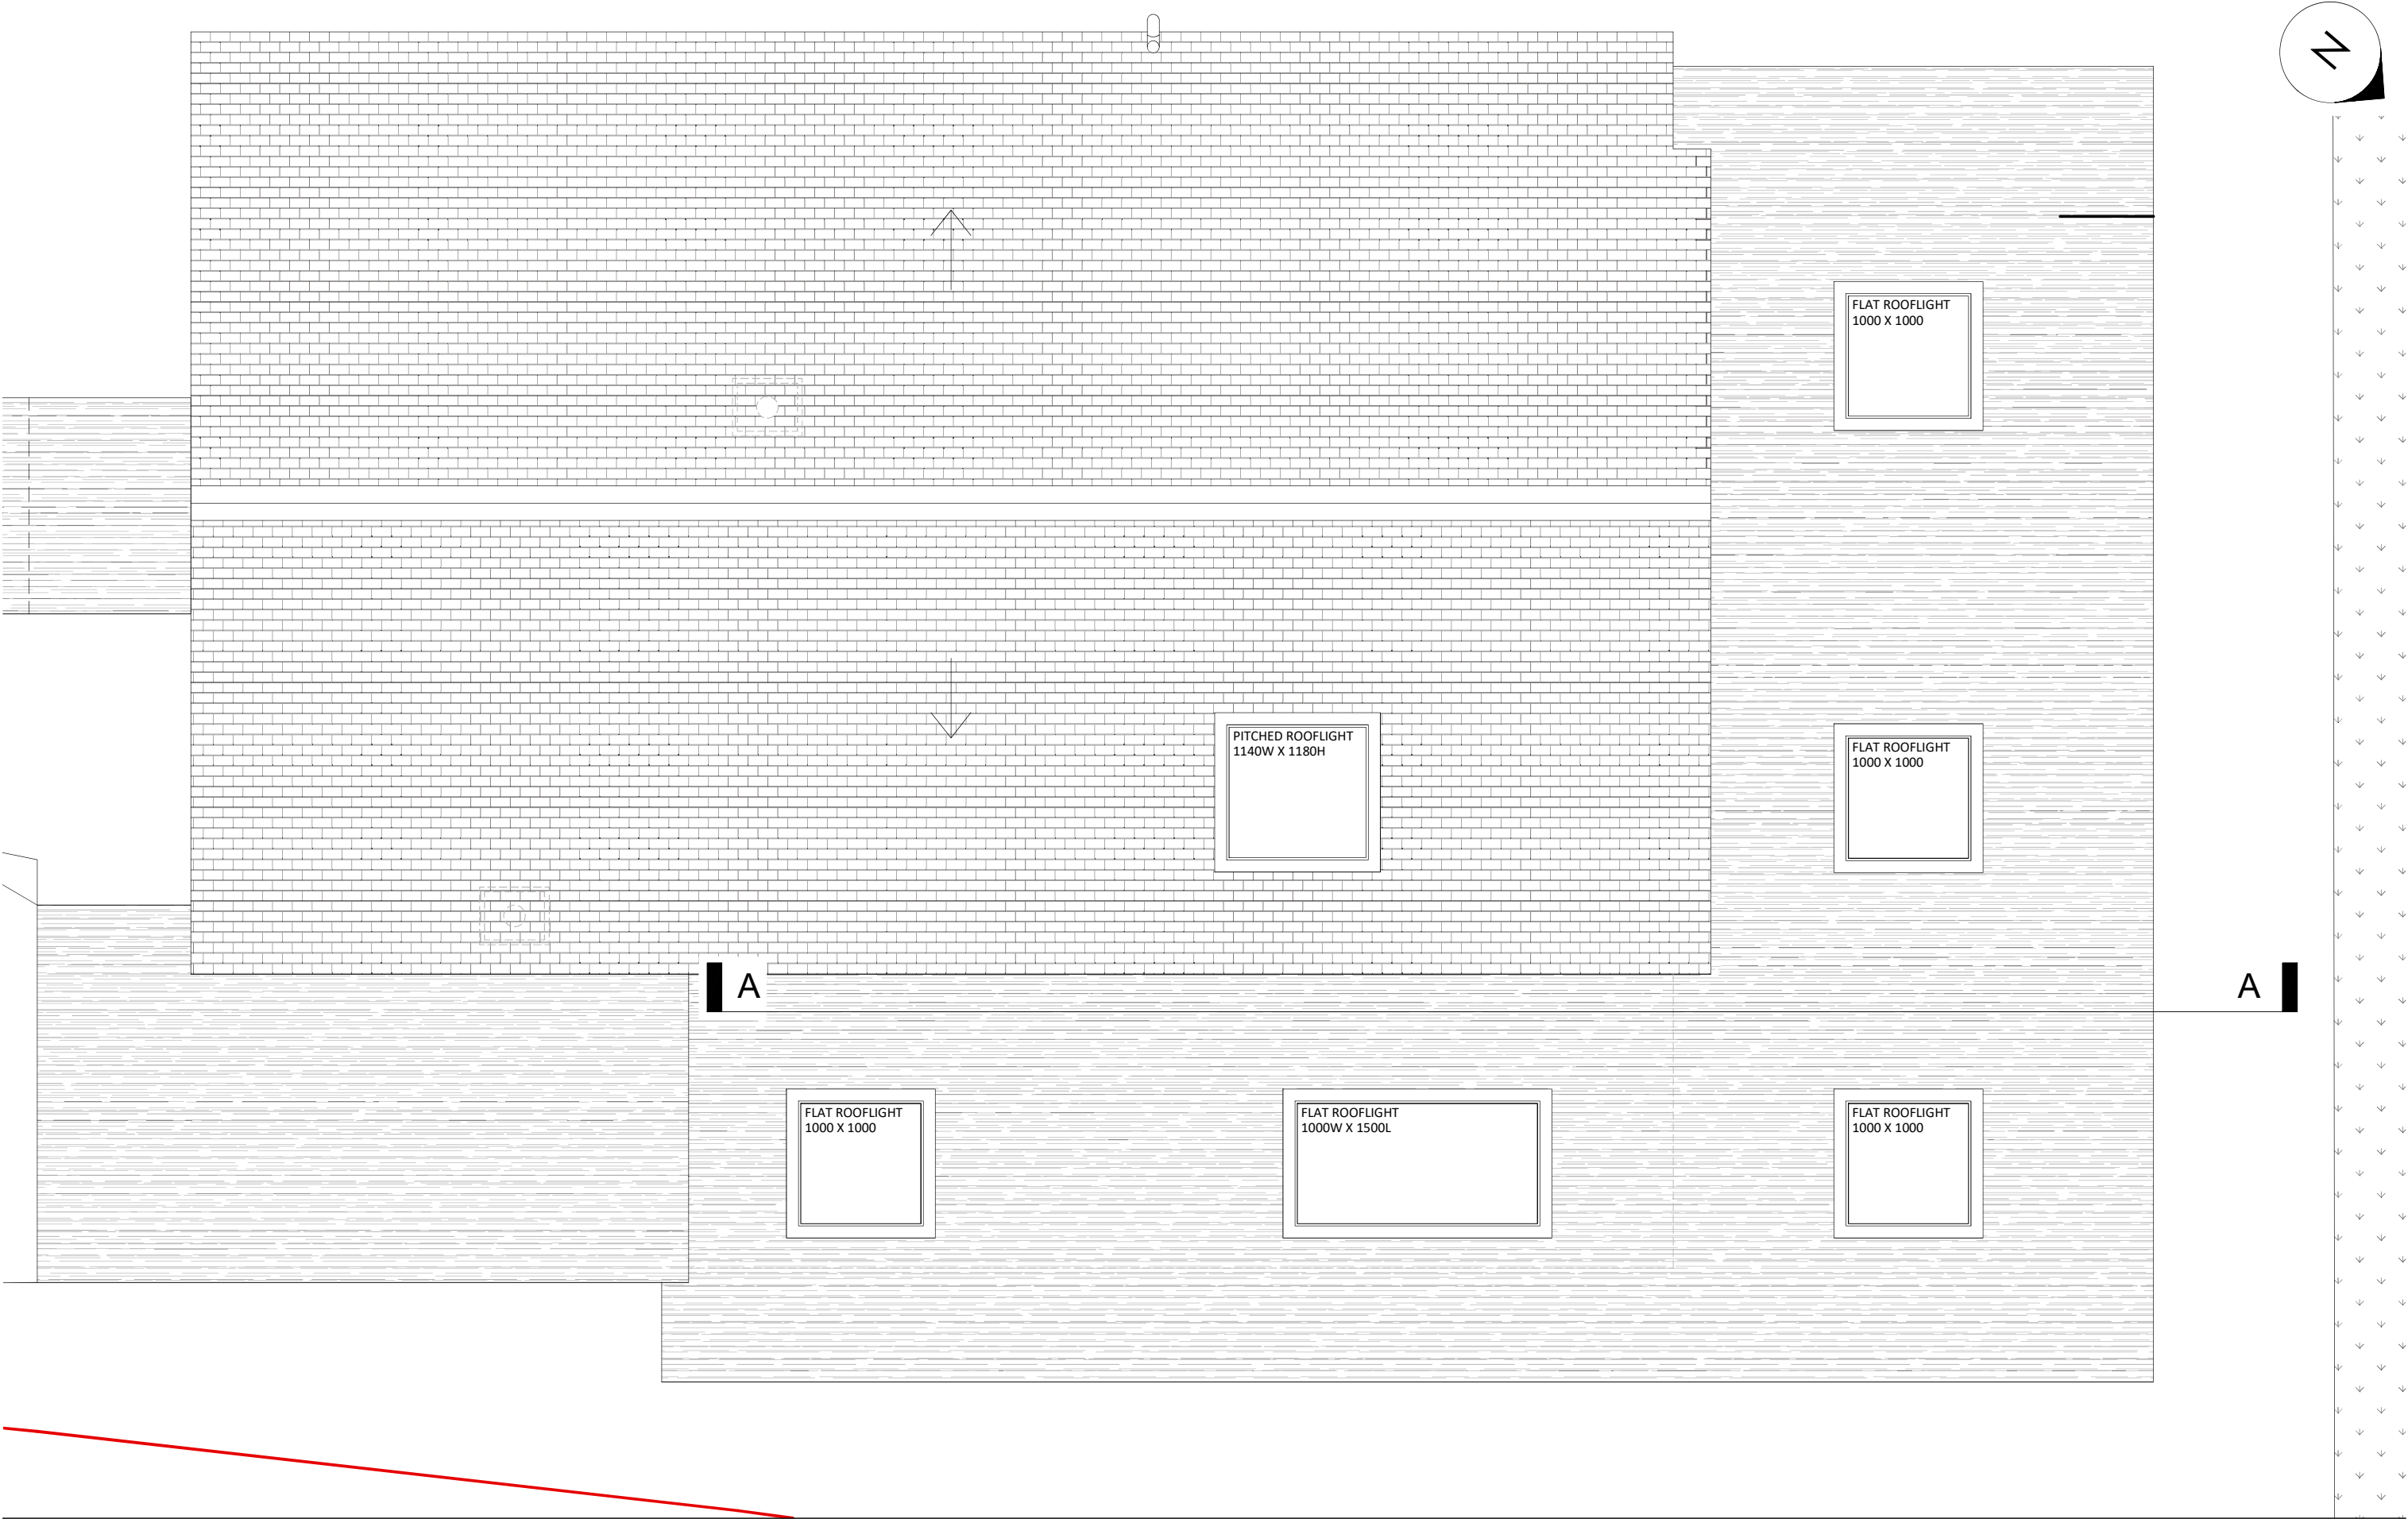 N
FLAT ROOFLIGHT
1000 X 1000
PITCHED ROOFLIGHT
1140W X 1180H
FLAT ROOFLIGHT
1000 X 1000
A
A
FLAT ROOFLIGHT
1000 X 1000
FLAT ROOFLIGHT
1000W X 1500L
FLAT ROOFLIGHT
1000 X 1000